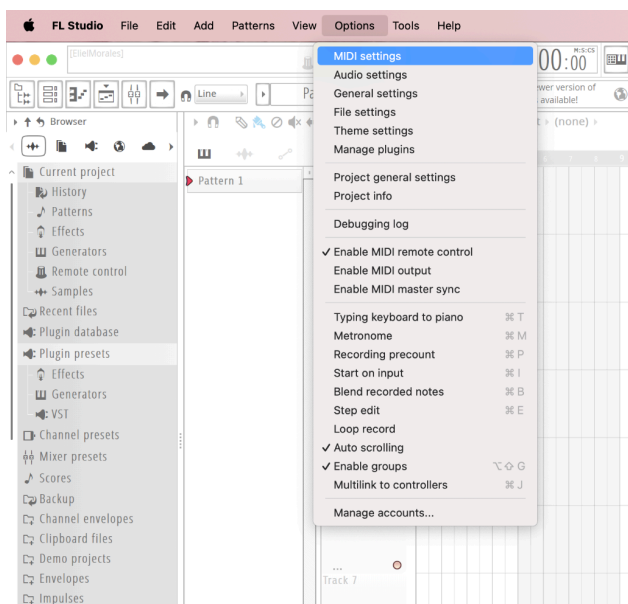 FL Studio File Edit Add Patterns View Options Tools Help
[ElielMorales]
M:S:CS
00:00
Line
Pa
ewer version of
available!
Browser
(none)
Current project
History
Patterns
Effects
Generators
Remote control
Samples
Recent files
Plugin database
Plugin presets
Effects
Generators
VST
Channel presets
Mixer presets
Scores
Backup
Channel envelopes
Clipboard files
Demo projects
Envelopes
Impulses
Pattern 1
MIDI settings
Audio settings
General settings
File settings
Theme settings
Manage plugins
Project general settings
Project info
Debugging log
✓ Enable MIDI remote control
Enable MIDI output
Enable MIDI master sync
Typing keyboard to piano ⌘ T
Metronome ⌘ M
Recording precount ⌘ P
Start on input ⌘ I
Blend recorded notes ⌘ B
Step edit ⌘ E
Loop record
✓ Auto scrolling
✓ Enable groups ⌥⇧G
Multilink to controllers ⌘ J
Manage accounts...
...
Track 7